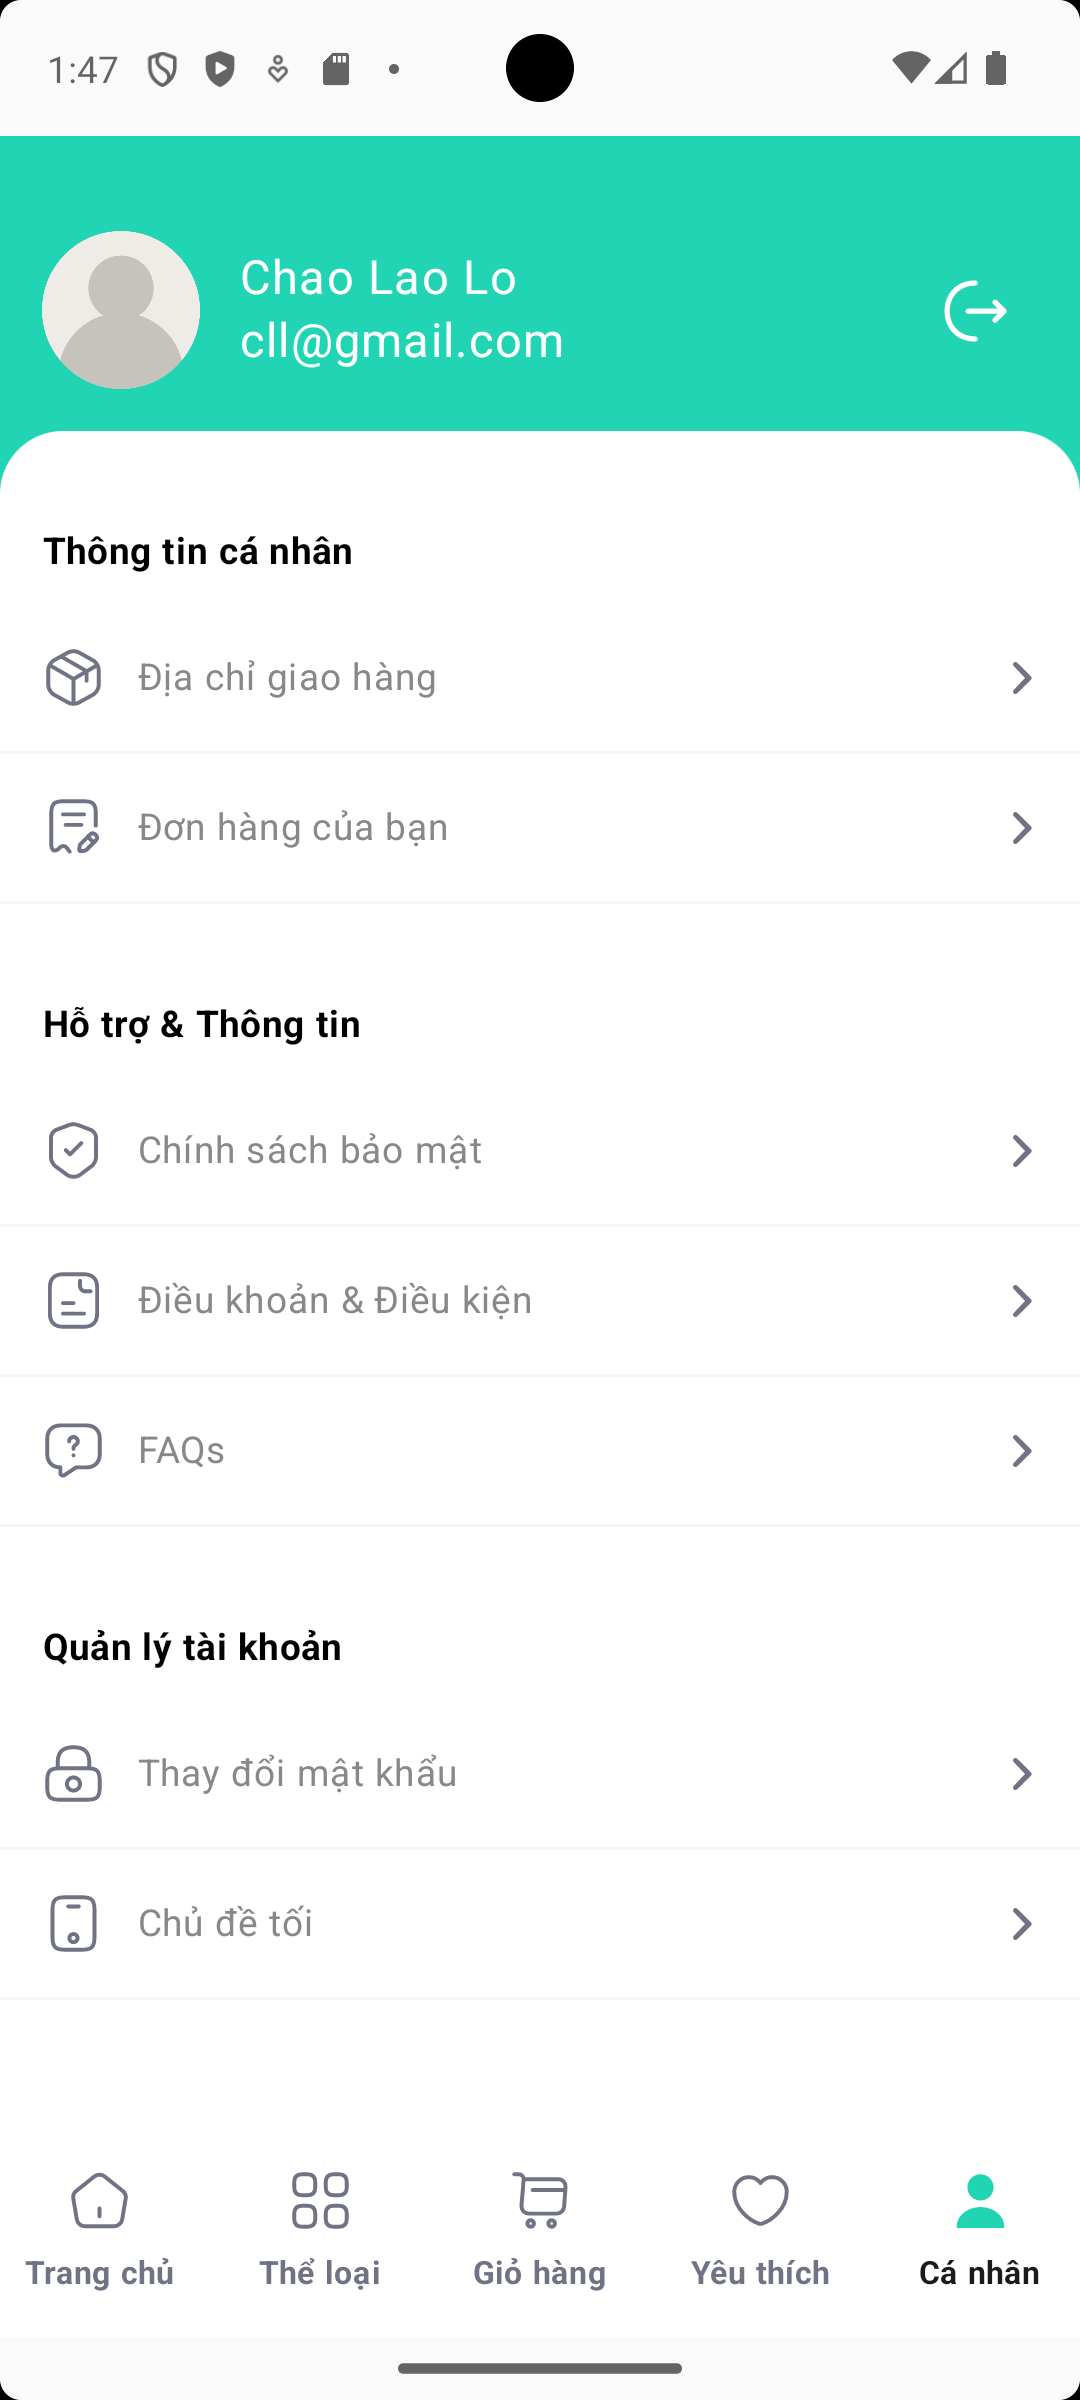 1:47
Chao Lao Lo
cll@gmail.com
Thông tin cá nhân
Địa chỉ giao hàng
Đơn hàng của bạn
Hỗ trợ & Thông tin
Chính sách bảo mật
Điều khoản & Điều kiện
FAQs
Quản lý tài khoản
Thay đổi mật khẩu
Chủ đề tối
Trang chủ
Thể loại
Giỏ hàng
Yêu thích
Cá nhân